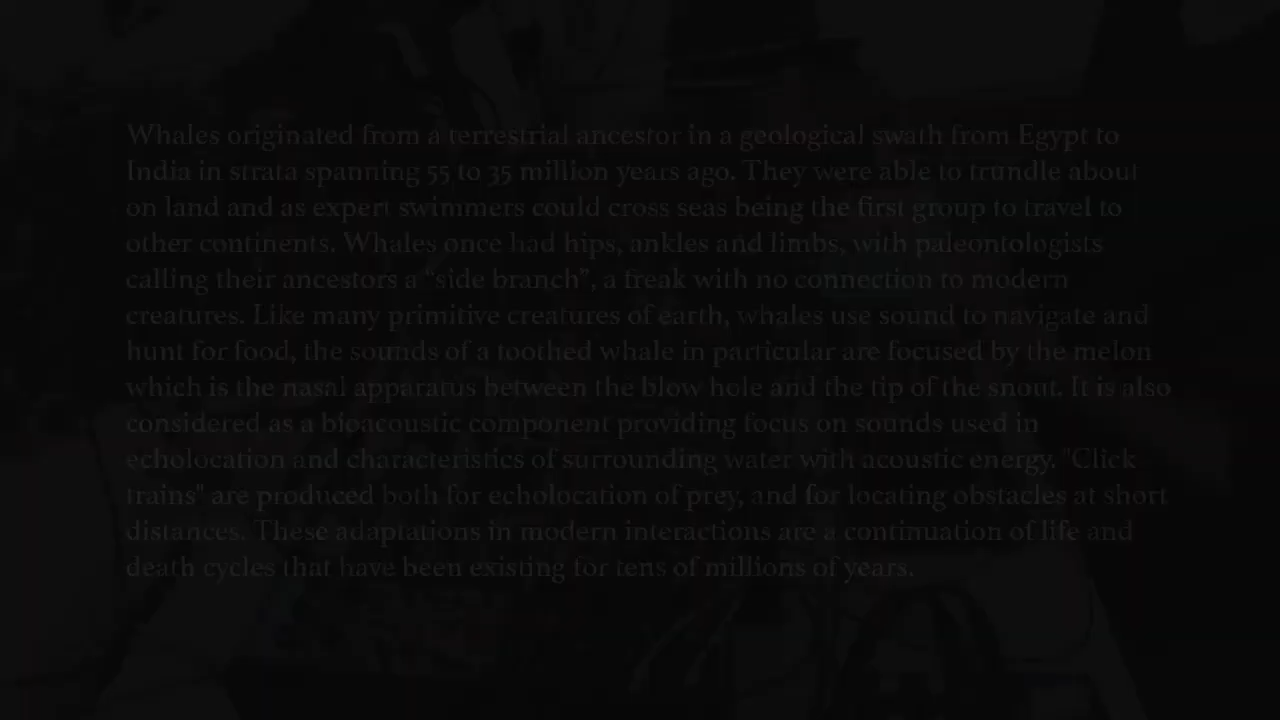 Whales originated from a terrestrial ancestor in a geological swath from Egypt to
India in strata spanning 55 to 35 million years ago. They were able to trundle about
on land and as expert swimmers could cross seas being the first group to travel to
other continents. Whales once had hips, ankles and limbs, with paleontologists
calling their ancestors a “side branch”, a freak with no connection to modern
creatures. Like many primitive creatures of earth, whales use sound to navigate and
hunt for food, the sounds of a toothed whale in particular are focused by the melon
which is the nasal apparatus between the blow hole and the tip of the snout. It is also
considered as a bioacoustic component providing focus on sounds used in
echolocation and characteristics of surrounding water with acoustic energy. "Click
trains" are produced both for echolocation of prey, and for locating obstacles at short
distances. These adaptations in modern interactions are a continuation of life and
death cycles that have been existing for tens of millions of years.